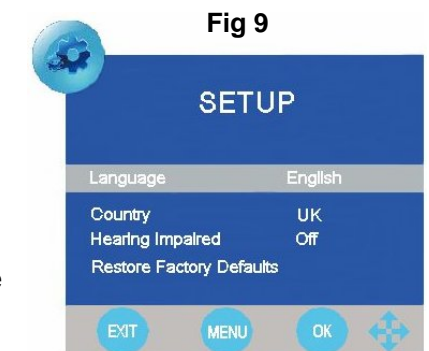 Fig 9
SETUP
Language English
Country UK
Hearing Impaired Off
Restore Factory Defaults
e
EXIT MENU OK